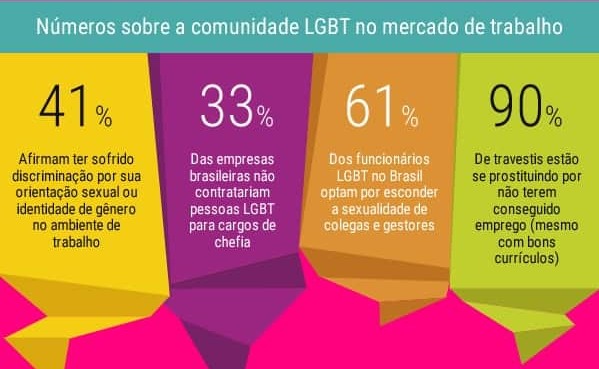 Números sobre a comunidade LGBT no mercado de trabalho
41%
Afirmam ter sofrido
discriminação por sua
orientação sexual ou
identidade de gênero
no ambiente de
trabalho
33%
Das empresas
brasileiras não
contratariam
pessoas LGBT
para cargos de
chefia
61%
Dos funcionários
LGBT no Brasil
optam por esconder
a sexualidade de
colegas e gestores
90%
De travestis estão
se prostituindo por
não terem
conseguido
emprego (mesmo
com bons
currículos)